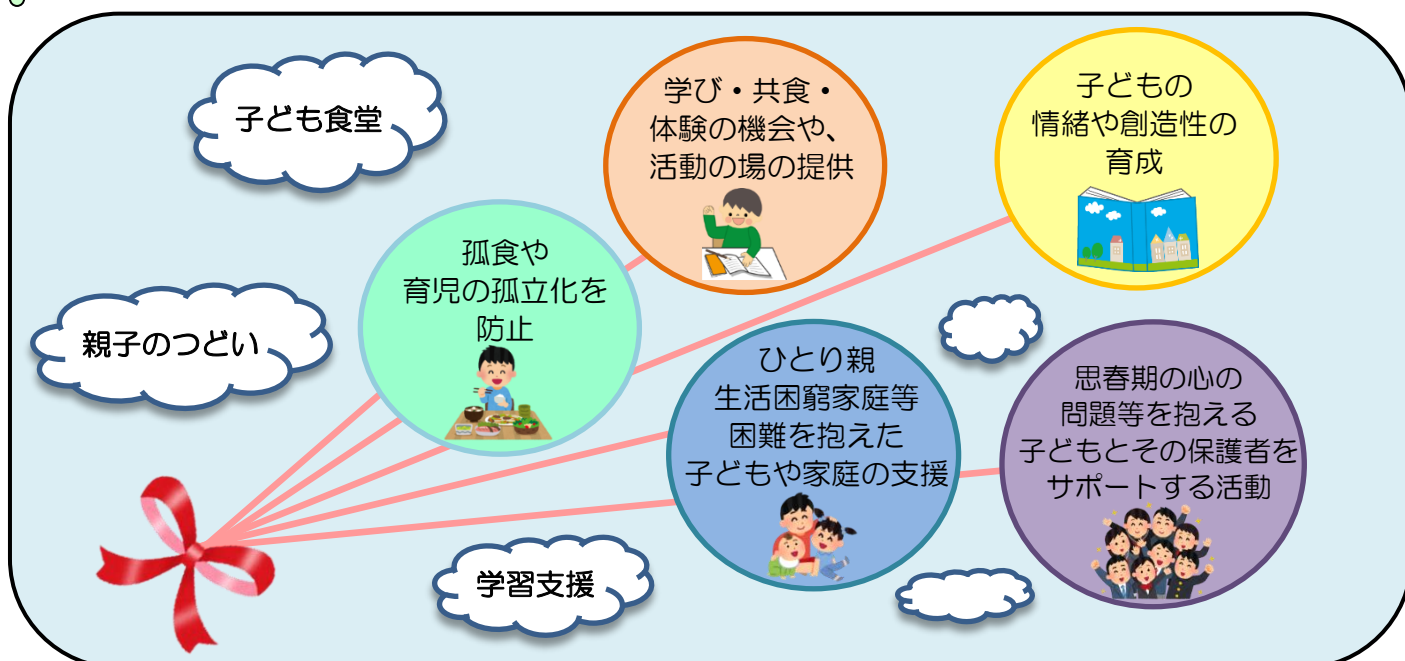 子ども食堂
学び・共食・
体験の機会や、
活動の場の提供
子どもの
情緒や創造性の
育成
孤食や
育児の孤立化を
防止
親子のつどい
ひとり親
生活困窮家庭等
困難を抱えた
子どもや家庭の支援
思春期の心の
問題等を抱える
子どもとその保護者を
サポートする活動
学習支援